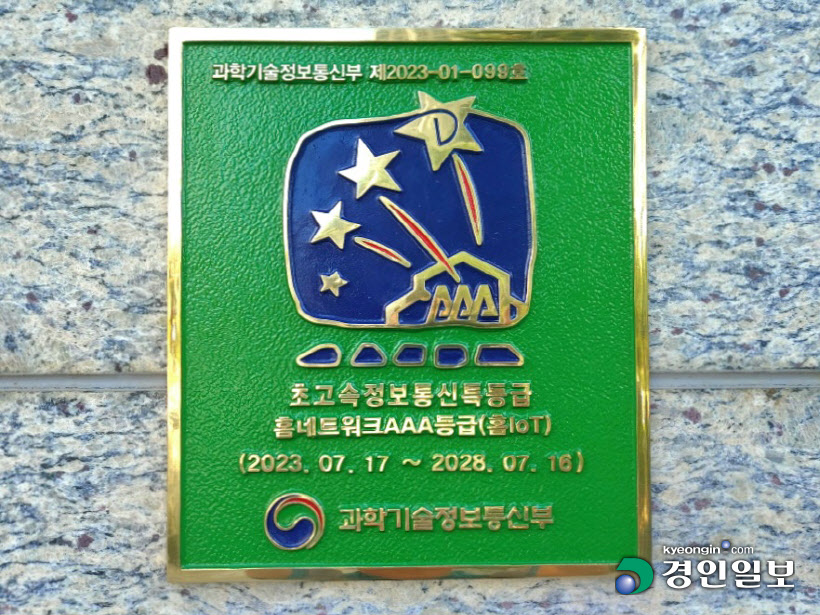 과학기술정보통신부 제2023-01-099호
D
AAA
초고속정보통신특등급
홈네트워크AAA등급(홈IoT)
(2023. 07. 17 ~ 2028. 07. 16)
과학기술정보통신부
kyeongin.com
경인일보